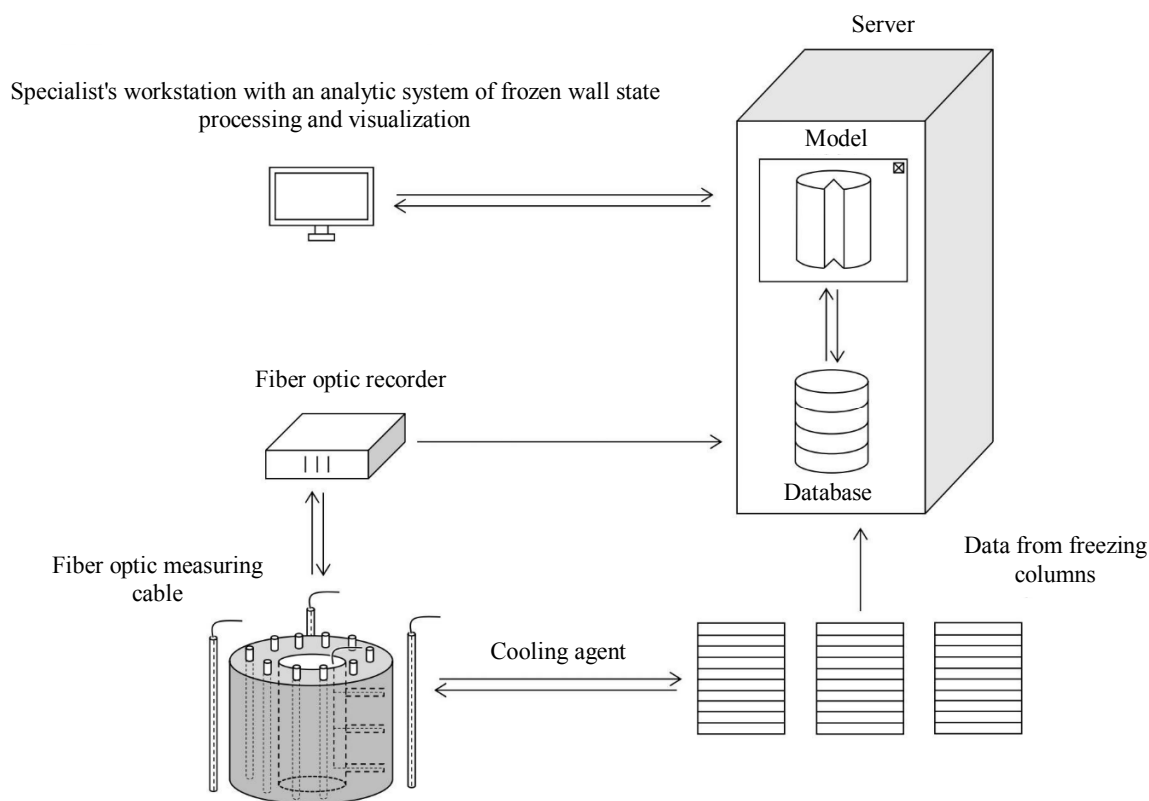 Server
Specialist's workstation with an analytic system of frozen wall state
processing and visualization
Model
Fiber optic recorder
Database
Fiber optic measuring
cable
Data from freezing
columns
Cooling agent